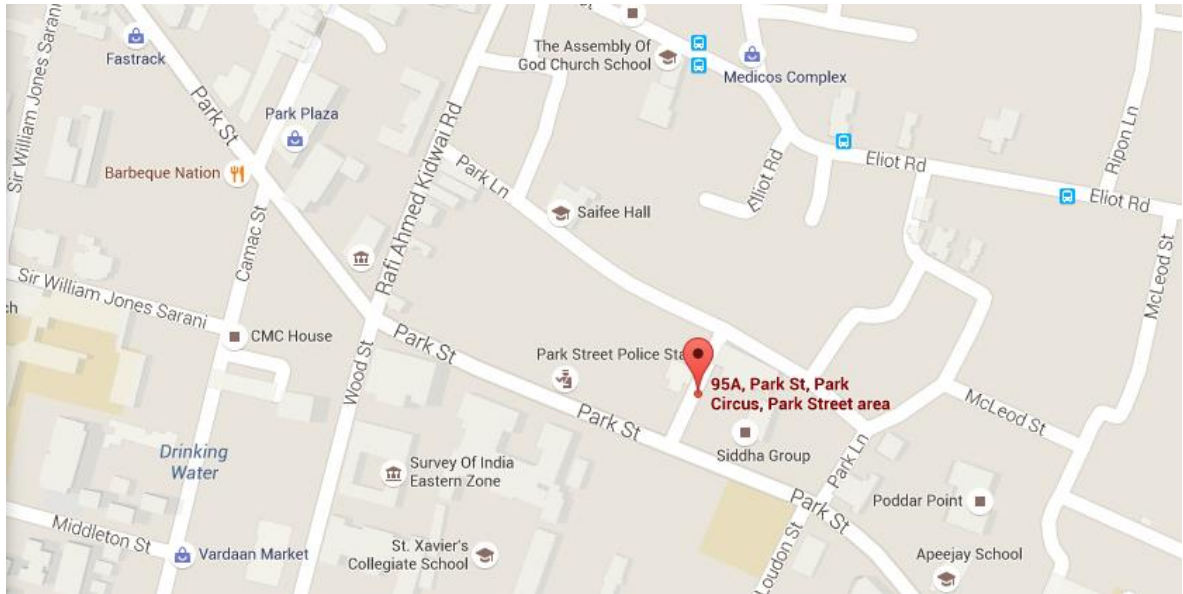 Sir William Jones Sarani
Fastrack
Park St
Park Plaza
Barbeque Nation
Camac St
Sir William Jones Sarani
ch
CMC House
Rafi Ahmed Kidwai Rd
Wood St
The Assembly Of
God Church School
Medicos Complex
Park Ln
Saifee Hall
Elliot Rd
Eliot Rd
Eliot Rd
Ripon Ln
McLeod St
Park St
Park Street Police Sta
95A, Park St, Park
Circus, Park Street area
Siddha Group
Park St
McLeod St
Park Ln
Poddar Point
Park St
Drinking
Water
Survey Of India
Eastern Zone
Middleton St
Vardaan Market
St. Xavier's
Collegiate School
Loudon St
Apeejay School